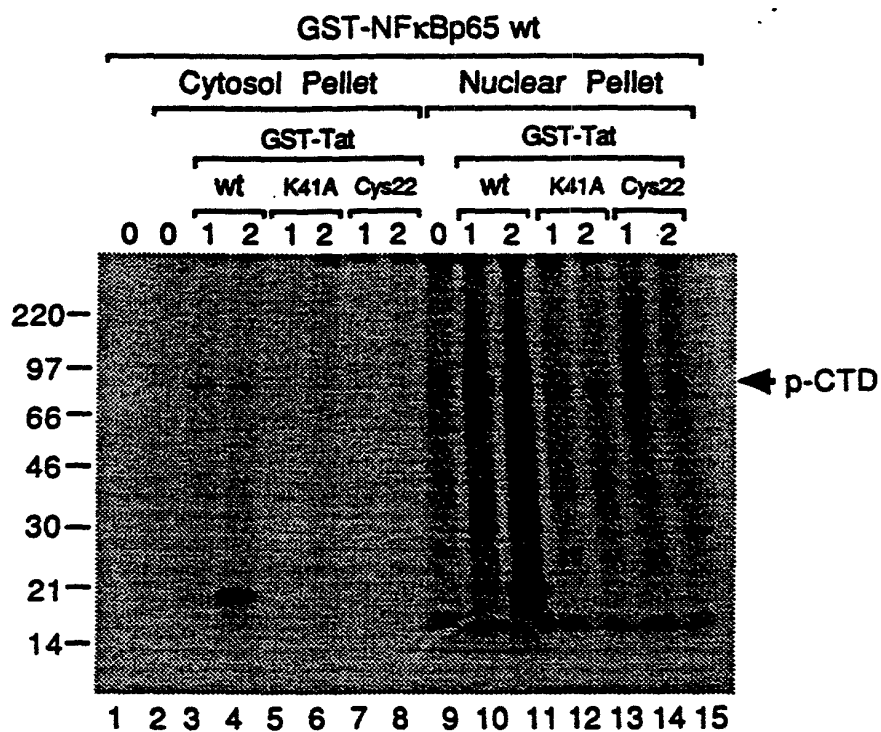 GST-NFκBp65 wt
Cytosol Pellet Nuclear Pellet
GST-Tat GST-Tat
wt K41A Cys22 wt K41A Cys22
0 0 1 2 1 2 1 2 0 1 2 1 2 1 2
220
97
p-CTD
66
46
30
21
14
1 2 3 4 5 6 7 8 9 10 11 12 13 14 15